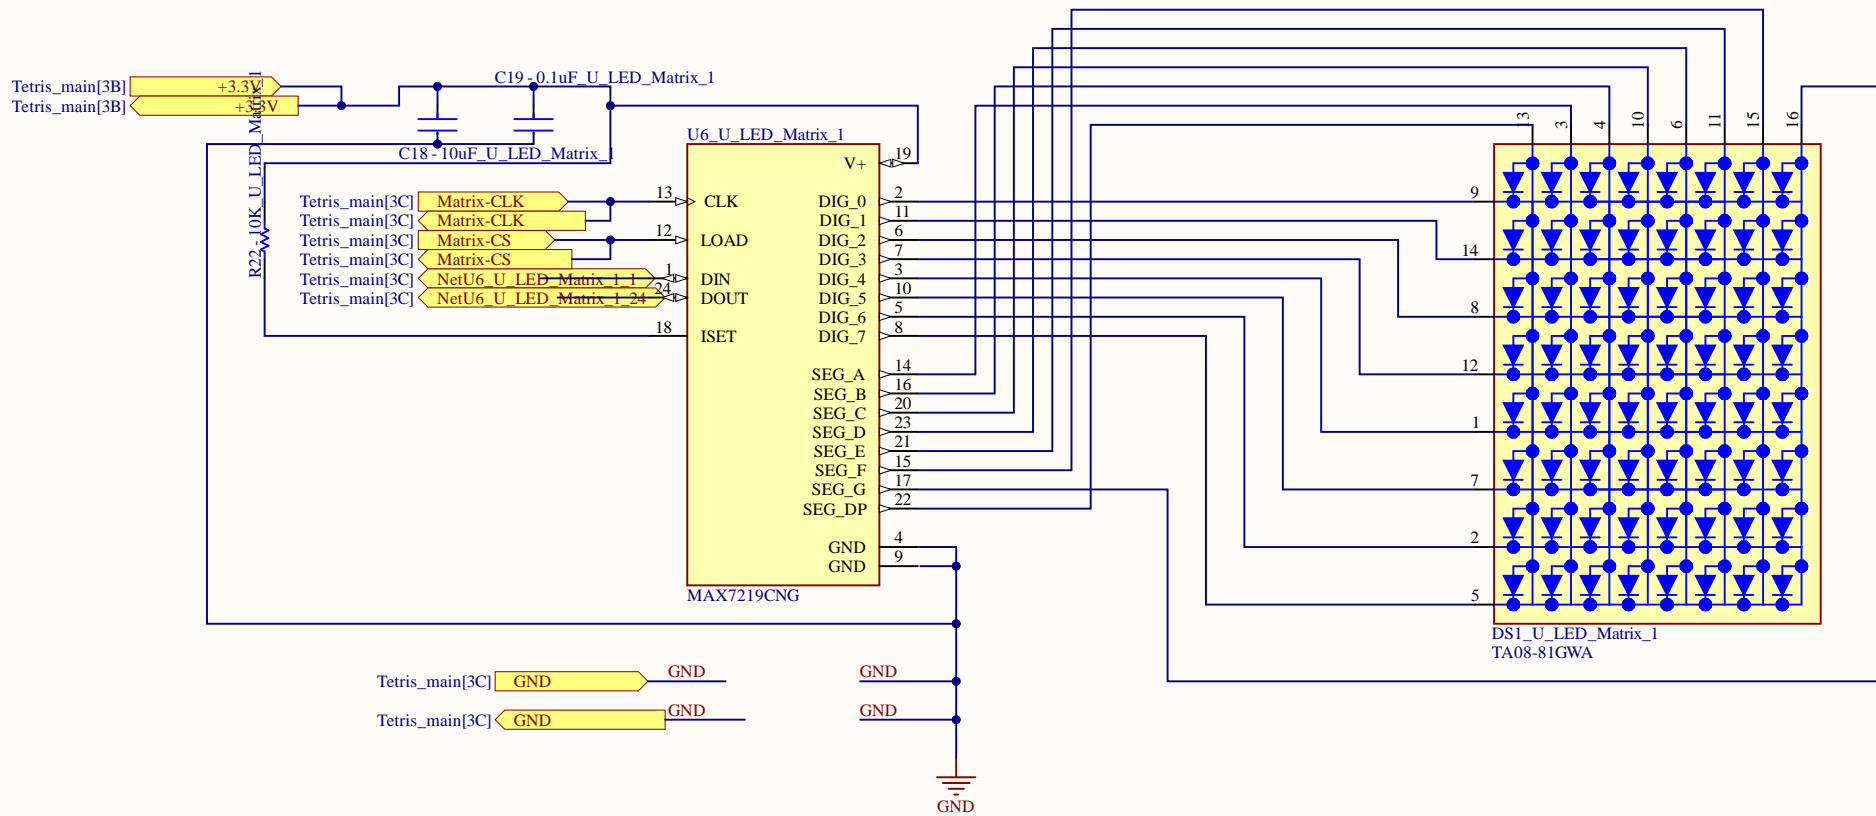 C19 - 0.1uF_U_LED_Matrix_1
Tetris_main[3B] +3.3V
Tetris_main[3B] +3.3V
C18 - 10uF_U_LED_Matrix_1
R22 - 10K_U_LED_Matrix_1
U6_U_LED_Matrix_1
V+ 19
Tetris_main[3C] Matrix-CLK 13 CLK
Tetris_main[3C] Matrix-CLK
Tetris_main[3C] Matrix-CS 12 LOAD
Tetris_main[3C] Matrix-CS
Tetris_main[3C] NetU6_U_LED_Matrix_1_1 1 DIN
Tetris_main[3C] NetU6_U_LED_Matrix_1_24 24 DOUT
18 ISET
DIG_0 2
DIG_1 11
DIG_2 6
DIG_3 7
DIG_4 3
DIG_5 10
DIG_6 5
DIG_7 8
SEG_A 14
SEG_B 16
SEG_C 20
SEG_D 23
SEG_E 21
SEG_F 15
SEG_G 17
SEG_DP 22
GND 4
GND 9
MAX7219CNG
13 3 4 10 6 11 15 16
9
14
8
12
1
7
2
5
DS1_U_LED_Matrix_1
TA08-81GWA
Tetris_main[3C] GND GND GND
Tetris_main[3C] GND GND GND
GND